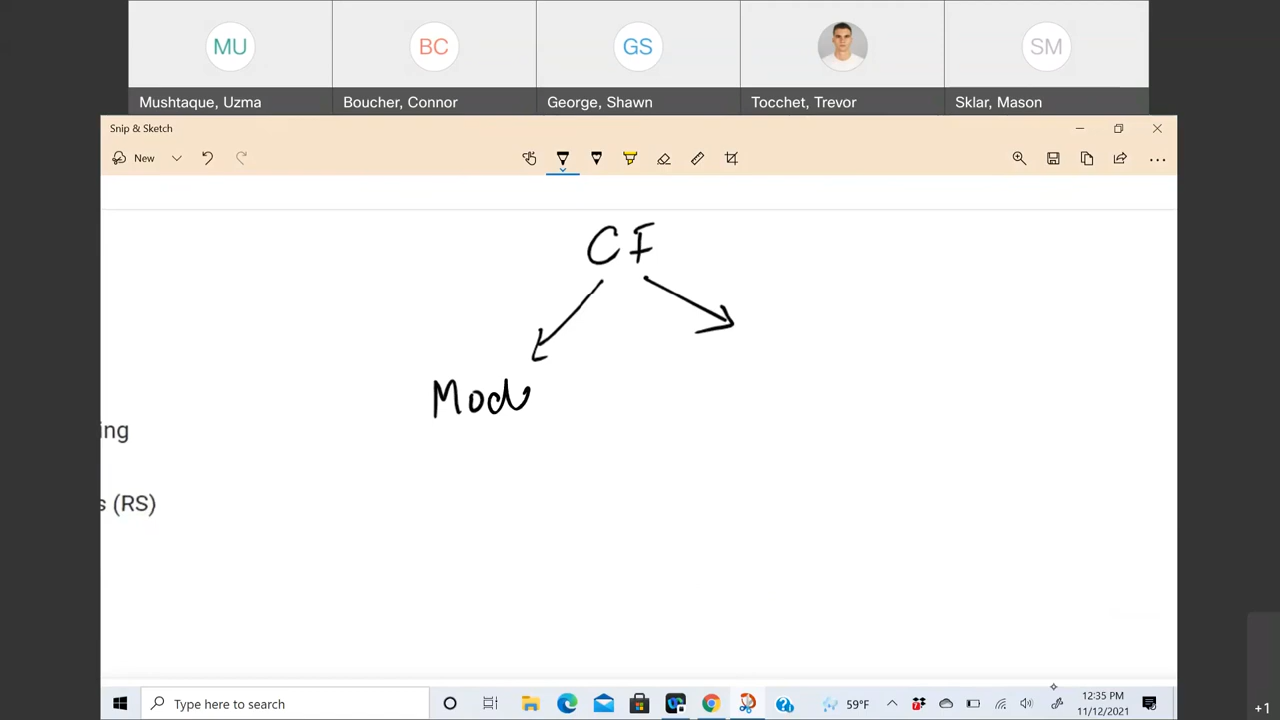 MU BC GS SM
Mushtaque, Uzma Boucher, Connor George, Shawn Tocchet, Trevor Sklar, Mason
Snip & Sketch
New
CF
Mod
ing
s (RS)
Type here to search
59°F
12:35 PM
11/12/2021
+1